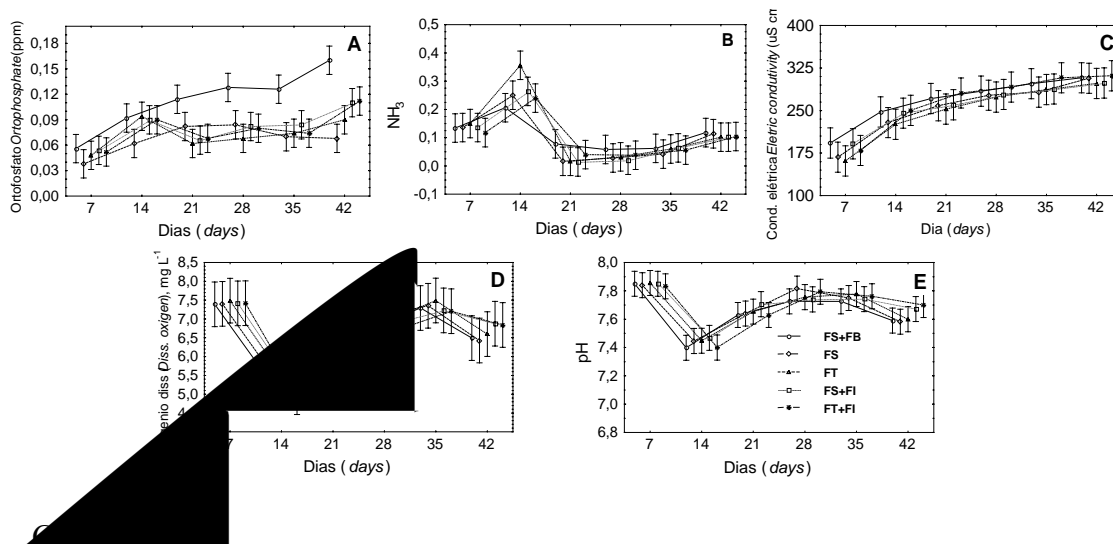 A
Ortofosfato Ortophosphate(ppm)
0,18
0,15
0,12
0,09
0,06
0,03
0,00
7 14 21 28 35 42
Dias (days)
B
NH3
0,5
0,4
0,3
0,2
0,1
0,0
-0,1
7 14 21 28 35 42
Dias (days)
C
Cond. elétrica Eletric condutivity (uS cm
400
325
250
175
100
7 14 21 28 35 42
Dia (days)
D
enio diss (Diss. oxigen), mg L-1
8,5
8,0
7,5
7,0
6,5
6,0
5,5
5,0
7 14 21 28 35 42
Dias (days)
E
pH
8,0
7,8
7,6
7,4
7,2
7,0
6,8
7 14 21 28 35 42
Dias (days)
FS+FB
FS
FT
FS+FI
FT+FI